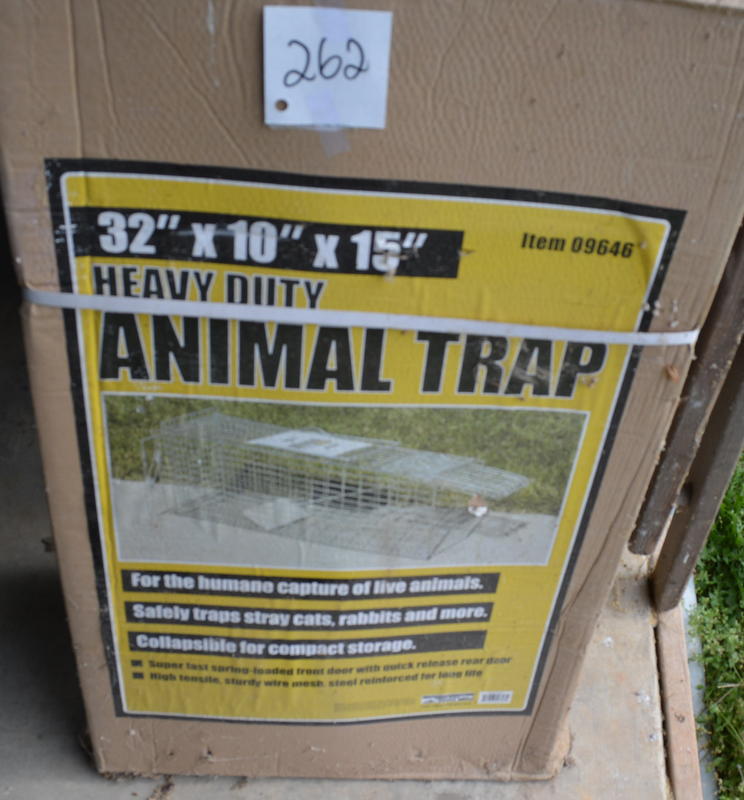 262
32" x 10" x 15"
Item 09646
HEAVY DUTY
ANIMAL TRAP
For the humane capture of live animals.
Safely traps stray cats, rabbits and more.
Collapsible for compact storage.
Super fast spring-loaded front door with quick release rear door
High tensile, sturdy wire mesh, steel reinforced for long life